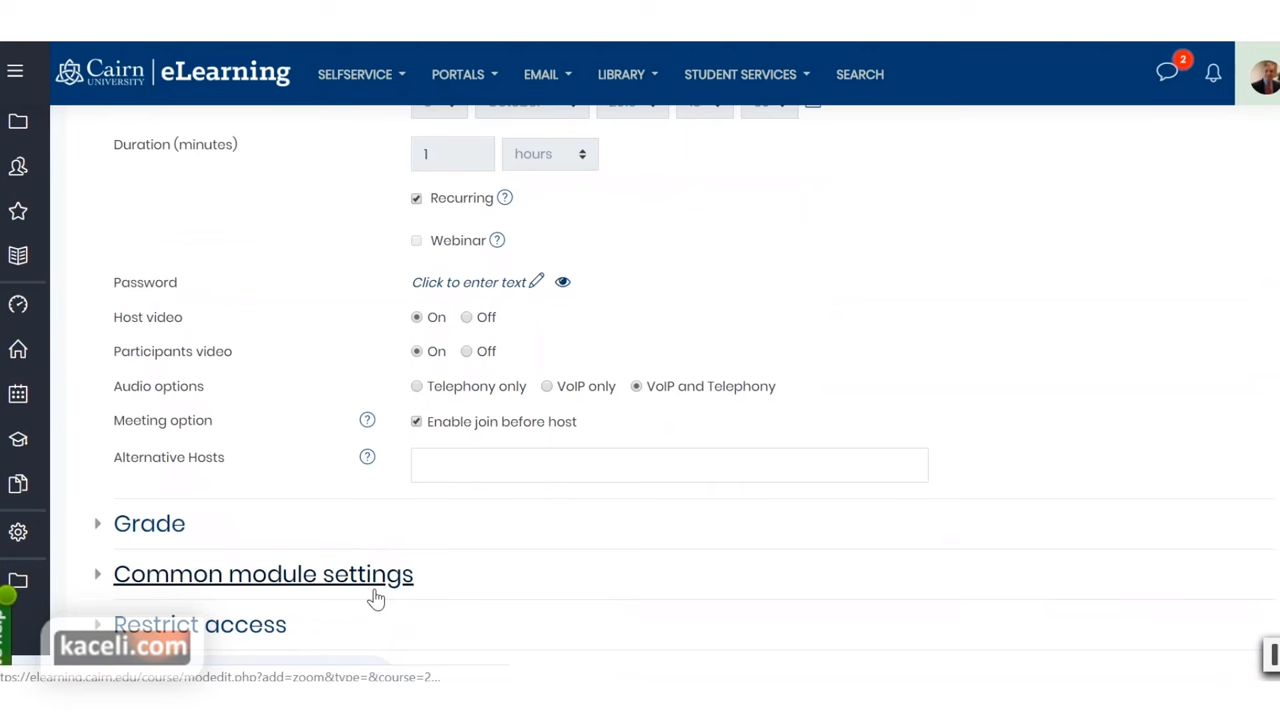 Cairn UNIVERSITY | eLearning SELFSERVICE PORTALS EMAIL LIBRARY STUDENT SERVICES SEARCH 2
Duration (minutes) 1 hours
Recurring ?
Webinar ?
Password Click to enter text
Host video On Off
Participants video On Off
Audio options Telephony only VoIP only VoIP and Telephony
Meeting option ? Enable join before host
Alternative Hosts ?
Grade
Common module settings
Restrict access
kaceli.com
ttps://elearning.cairn.edu/course/modedit.php?add=zoom&type=&course=2...